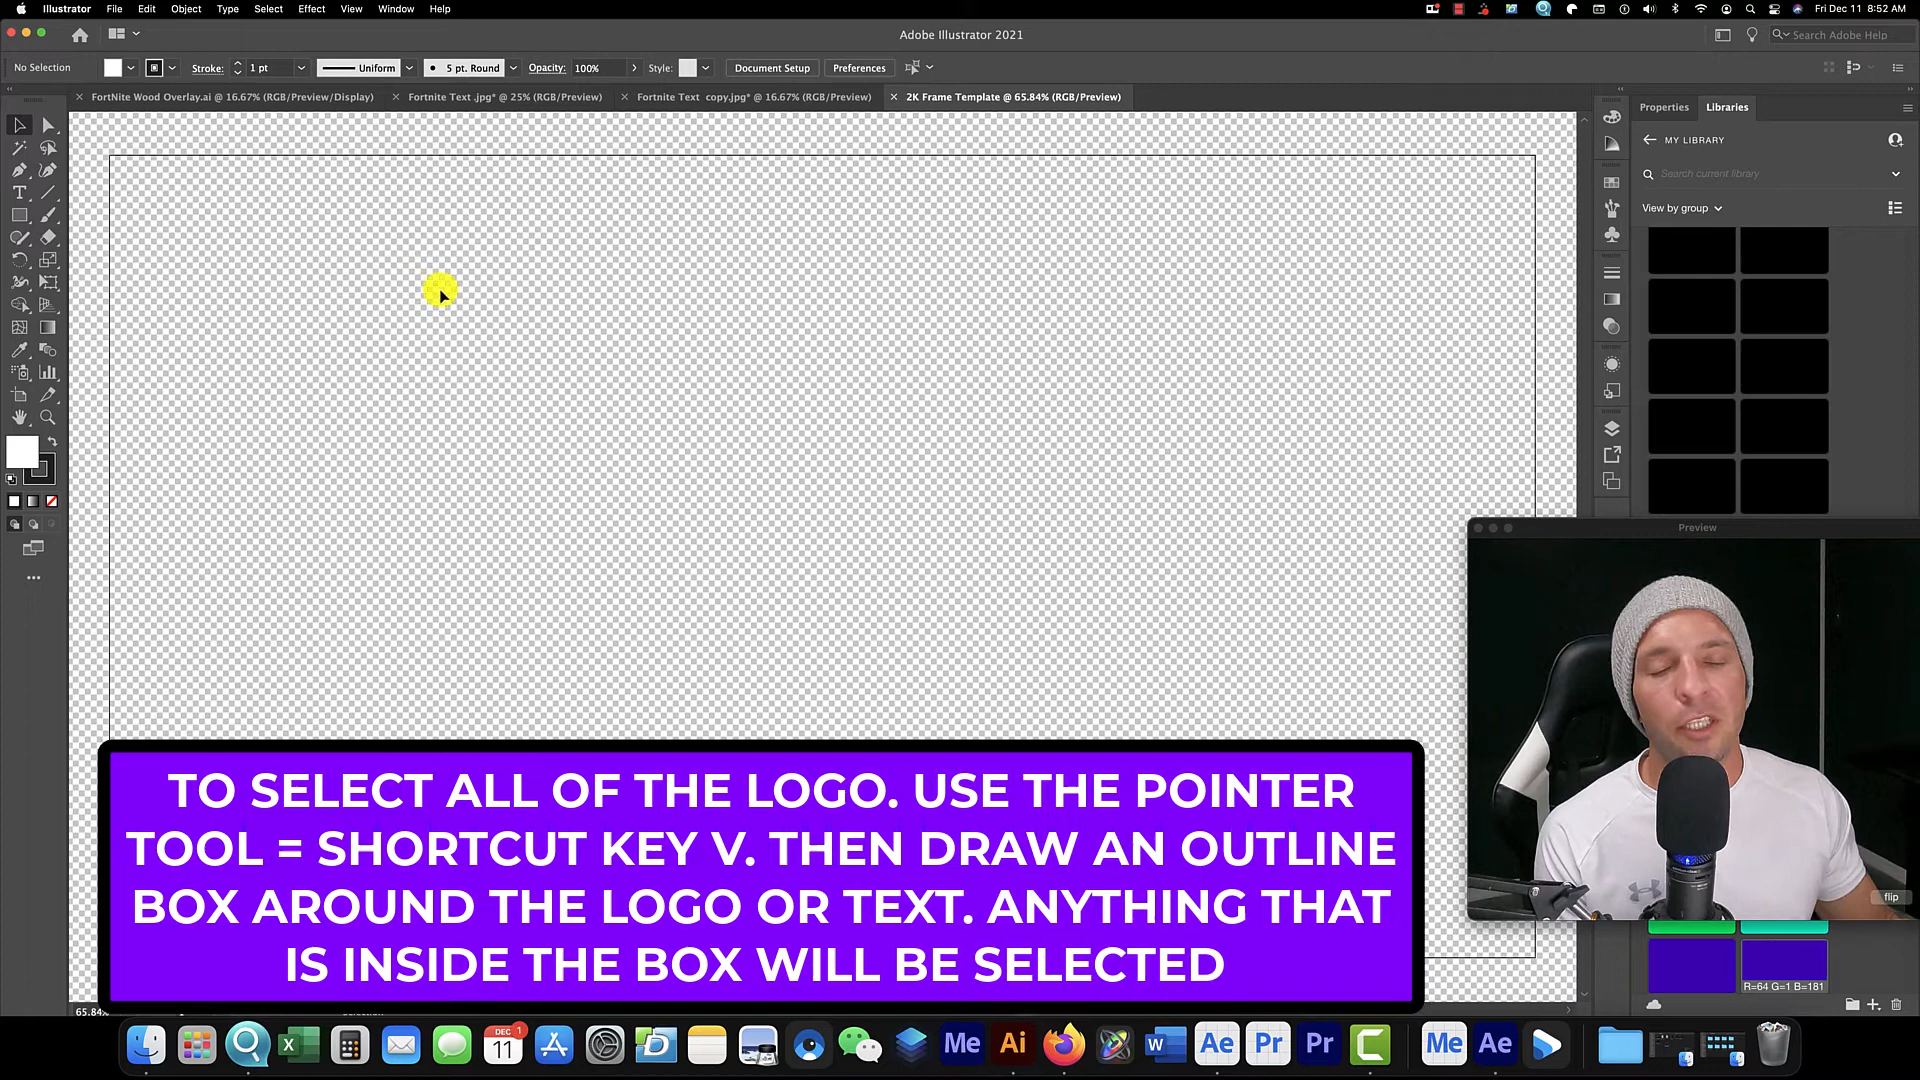 Illustrator File Edit Object Type Select Effect View Window Help
Fri Dec 11 8:52 AM
Adobe Illustrator 2021
Search Adobe Help
No Selection
Stroke: 1 pt Uniform 5 pt. Round Opacity: 100% Style: Document Setup Preferences
FortNite Wood Overlay.ai @ 16.67% (RGB/Preview/Display) Fortnite Text .jpg* @ 25% (RGB/Preview) Fortnite Text copy.jpg* @ 16.67% (RGB/Preview) 2K Frame Template @ 65.84% (RGB/Preview)
Properties Libraries
MY LIBRARY
Search current library
View by group
Preview
flip
TO SELECT ALL OF THE LOGO. USE THE POINTER
TOOL = SHORTCUT KEY V. THEN DRAW AN OUTLINE
BOX AROUND THE LOGO OR TEXT. ANYTHING THAT
IS INSIDE THE BOX WILL BE SELECTED
R=64 G=1 B=181
65.84%
DEC 1
11
Me Ai W Ae Pr Pr C Me Ae